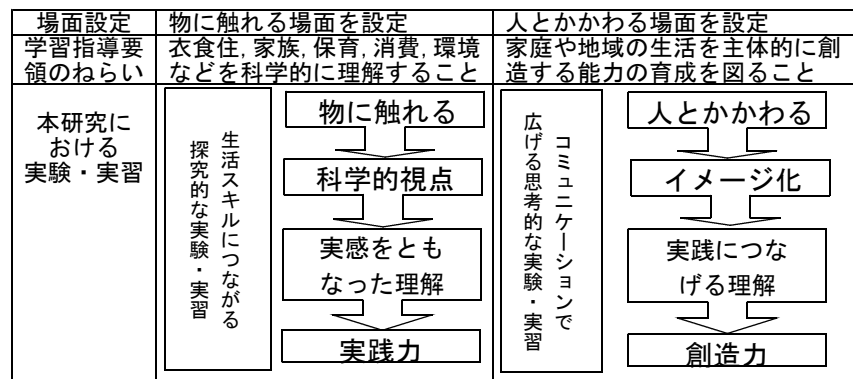 場面設定
物に触れる場面を設定
人とかかわる場面を設定
学習指導要
領のねらい
衣食住,家族,保育,消費,環境
などを科学的に理解すること
家庭や地域の生活を主体的に創
造する能力の育成を図ること
本研究に
おける
実験・実習
生活スキルにつながる
探究的な実験・実習
物に触れる
科学的視点
実感をとも
なった理解
実践力
コミュニケーションで
広げる思考的な実験・実習
人とかかわる
イメージ化
実践につな
げる理解
創造力